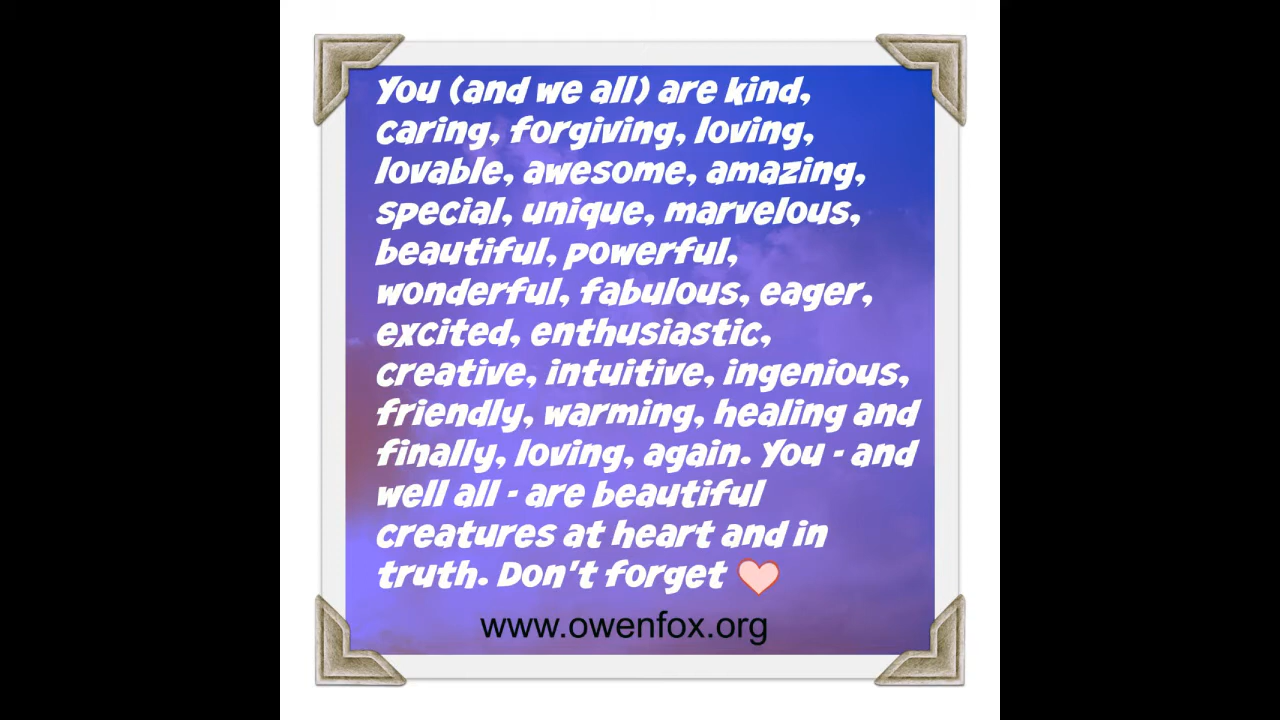 You (and we all) are kind,
caring, forgiving, loving,
lovable, awesome, amazing,
special, unique, marvelous,
beautiful, powerful,
wonderful, fabulous, eager,
excited, enthusiastic,
creative, intuitive, ingenious,
friendly, warming, healing and
finally, loving, again. You - and
well all - are beautiful
creatures at heart and in
truth. Don't forget
www.owenfox.org